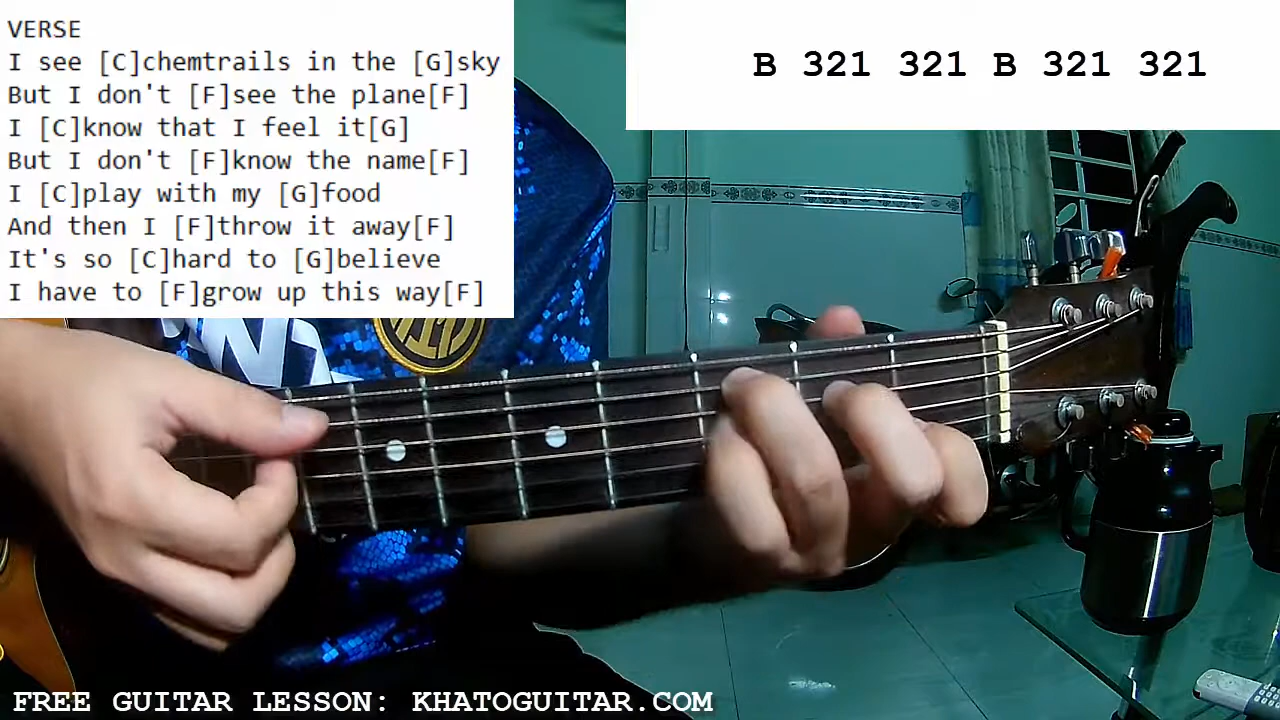 VERSE
I see [C]chemtrails in the [G]sky
But I don't [F]see the plane[F]
I [C]know that I feel it[G]
But I don't [F]know the name[F]
I [C]play with my [G]food
And then I [F]throw it away[F]
It's so [C]hard to [G]believe
I have to [F]grow up this way[F]
B 321 321 B 321 321
FREE GUITAR LESSON: KHATOGUITAR.COM